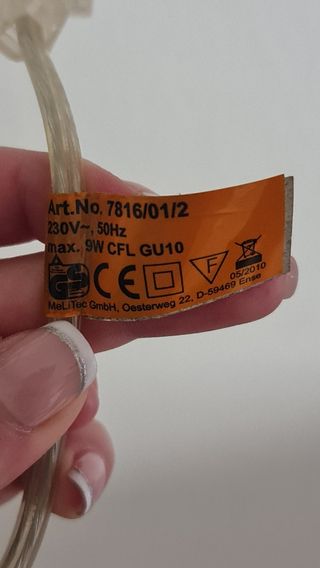 Art.No. 7816/01/2
230V~, 50Hz
max. 9W CFL GU10
GS CE F 05/2010
MeLiTec GmbH, Oesterweg 22, D-59469 Ense